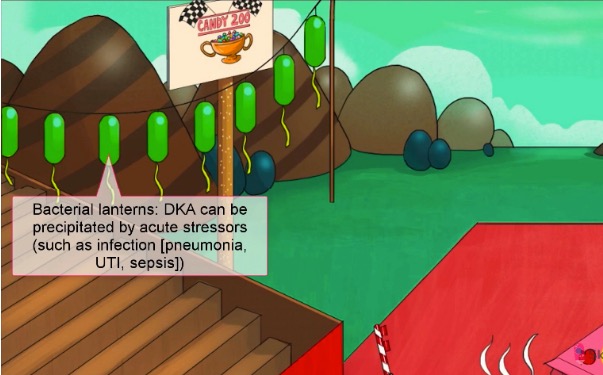 CANDY 200
Bacterial lanterns: DKA can be
precipitated by acute stressors
(such as infection [pneumonia,
UTI, sepsis])